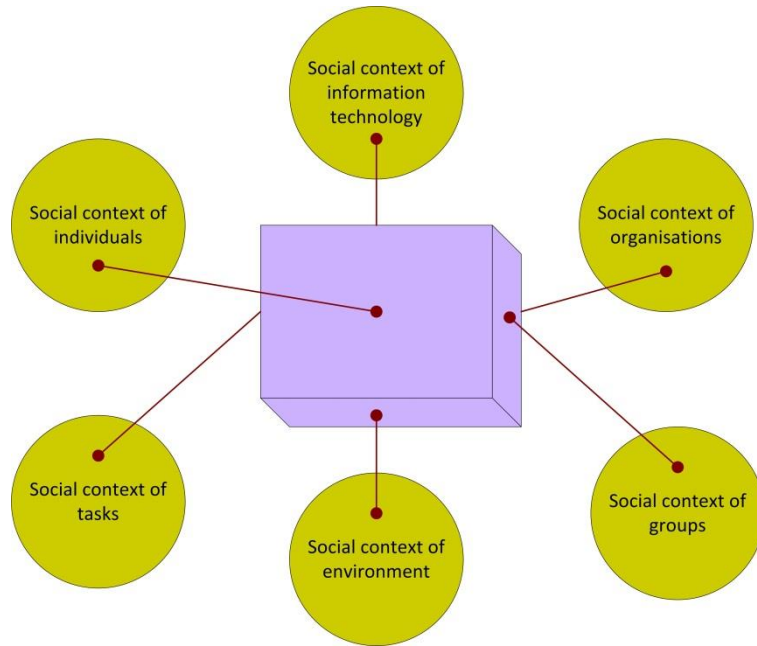 Social context of
information
technology
Social context of
individuals
Social context of
organisations
Social context of
tasks
Social context of
environment
Social context of
groups